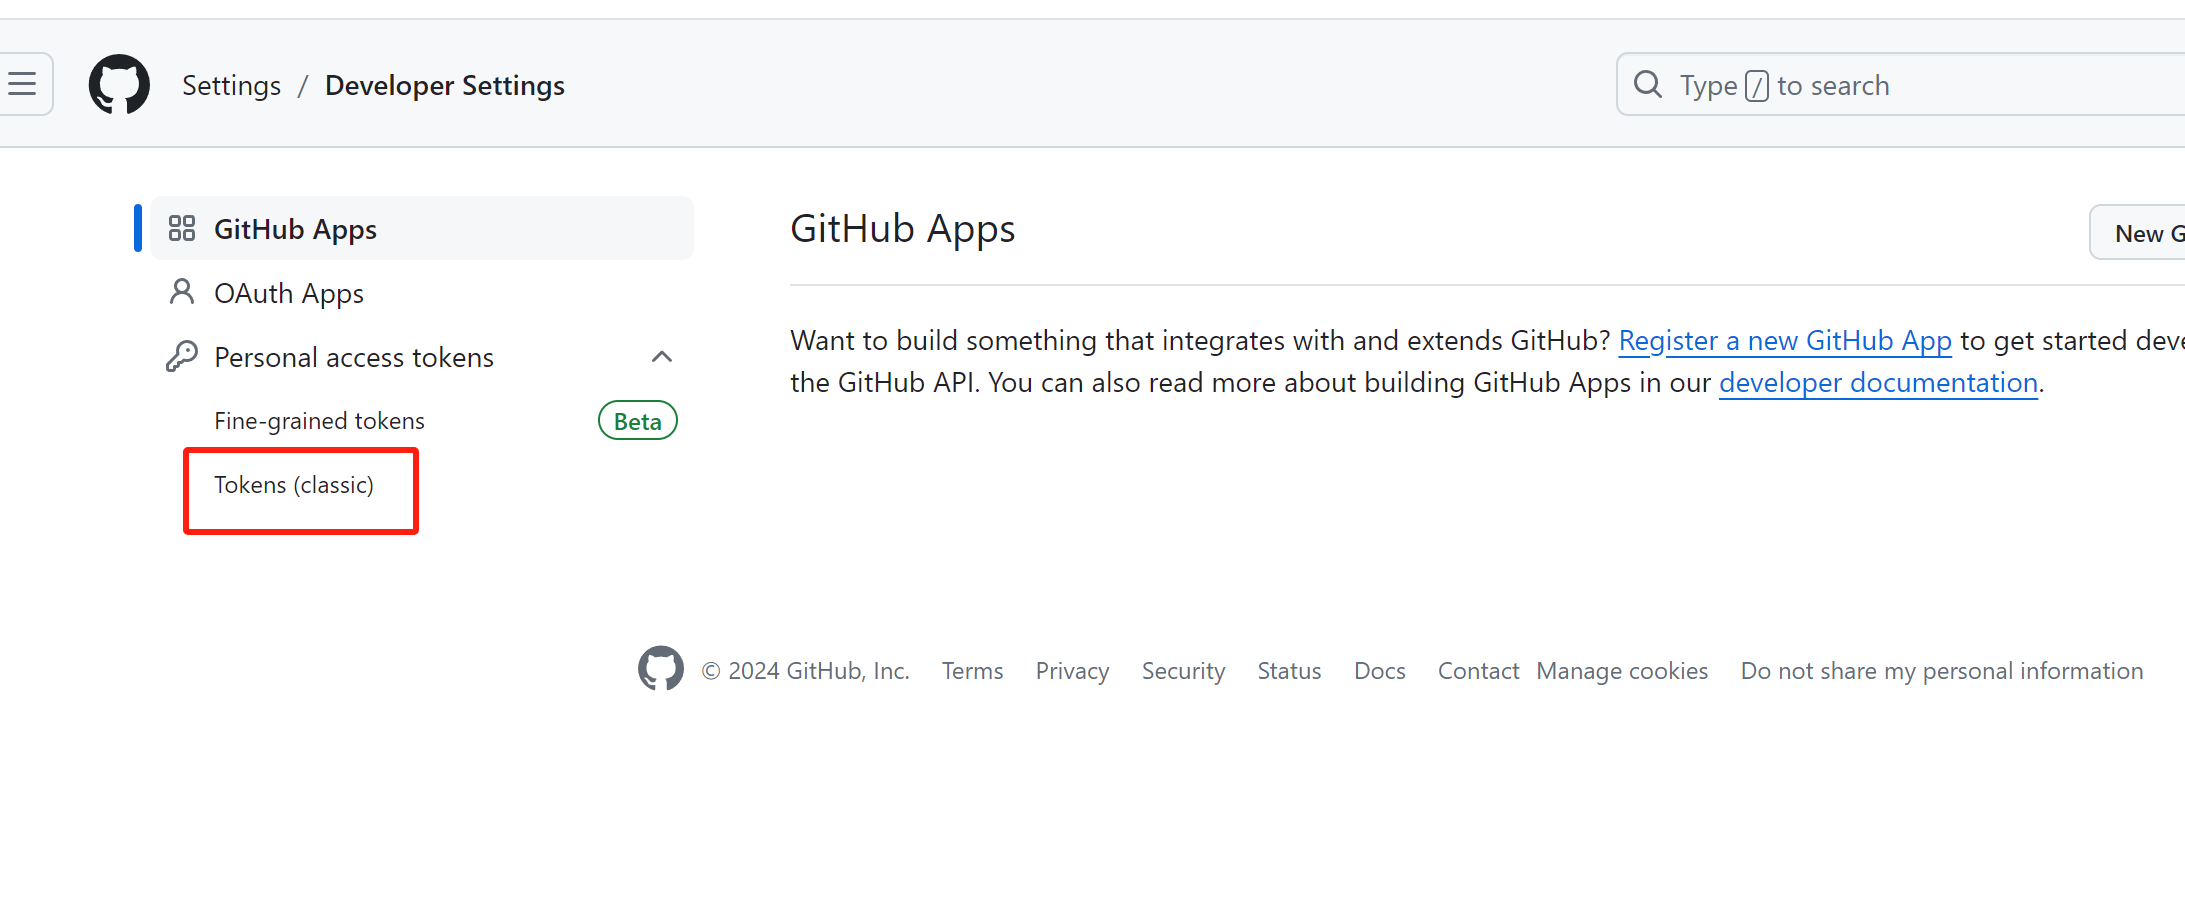 Settings / Developer Settings
Type / to search
GitHub Apps
OAuth Apps
Personal access tokens
Fine-grained tokens Beta
Tokens (classic)
GitHub Apps
New G
Want to build something that integrates with and extends GitHub? Register a new GitHub App to get started deve
the GitHub API. You can also read more about building GitHub Apps in our developer documentation.
© 2024 GitHub, Inc. Terms Privacy Security Status Docs Contact Manage cookies Do not share my personal information